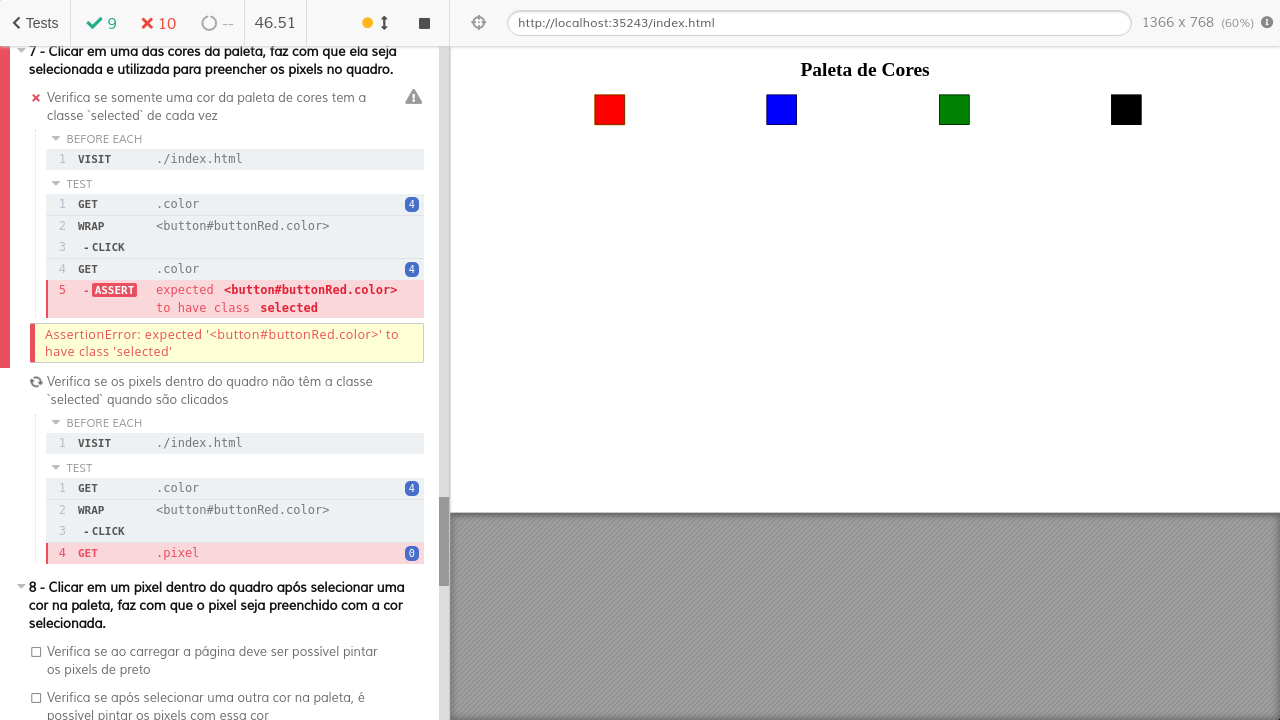 Tests 9 10 -- 46.51 http://localhost:35243/index.html 1366 x 768 (60%)
7 - Clicar em uma das cores da paleta, faz com que ela seja
selecionada e utilizada para preencher os pixels no quadro.
Verifica se somente uma cor da paleta de cores tem a
classe `selected` de cada vez
BEFORE EACH
1 VISIT ./index.html
TEST
1 GET .color 4
2 WRAP <button#buttonRed.color>
3 -CLICK
4 GET .color 4
5 -ASSERT expected <button#buttonRed.color>
to have class selected
AssertionError: expected '<button#buttonRed.color>' to
have class 'selected'
Verifica se os pixels dentro do quadro não têm a classe
`selected` quando são clicados
BEFORE EACH
1 VISIT ./index.html
TEST
1 GET .color 4
2 WRAP <button#buttonRed.color>
3 -CLICK
4 GET .pixel 0
8 - Clicar em um pixel dentro do quadro após selecionar uma
cor na paleta, faz com que o pixel seja preenchido com a cor
selecionada.
Verifica se ao carregar a página deve ser possível pintar
os pixels de preto
Verifica se após selecionar uma outra cor na paleta, é
possível pintar os pixels com essa cor
Paleta de Cores